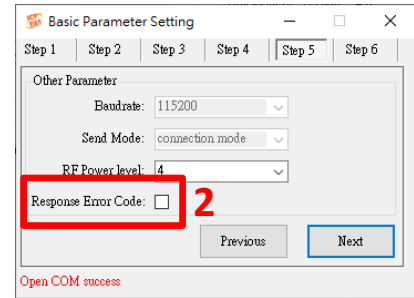 Basic Parameter Setting
Step 1 Step 2 Step 3 Step 4 Step 5 Step 6
Other Parameter
Baudrate: 115200
Send Mode: connection mode
RF Power level: 4
Response Error Code: 2
Previous Next
Open COM success